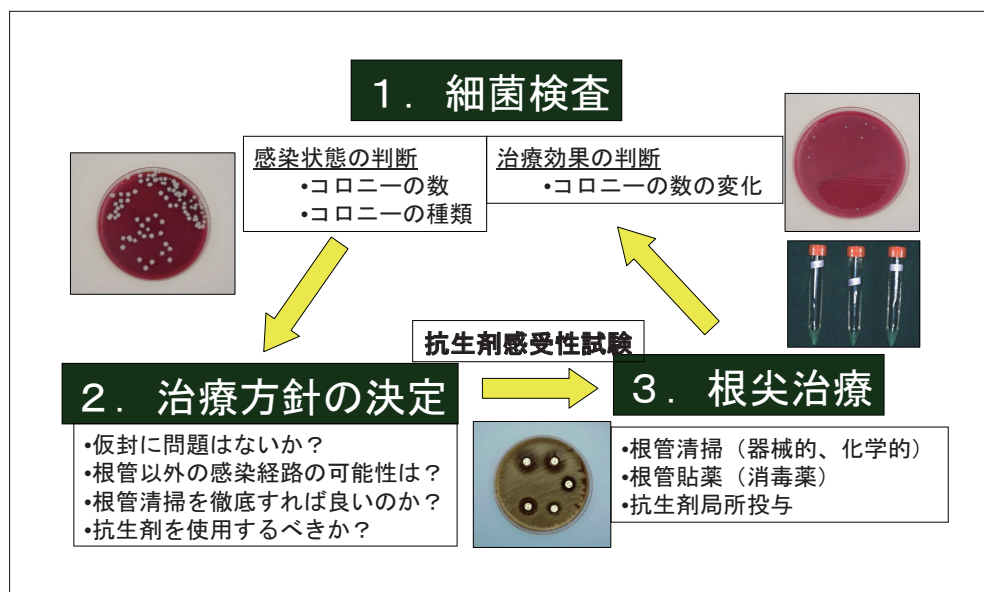 １．細菌検査
感染状態の判断
•コロニーの数
•コロニーの種類
治療効果の判断
•コロニーの数の変化
抗生剤感受性試験
２．治療方針の決定
•仮封に問題はないか？
•根管以外の感染経路の可能性は？
•根管清掃を徹底すれば良いのか？
•抗生剤を使用するべきか？
３．根尖治療
•根管清掃（器械的、化学的）
•根管貼薬（消毒薬）
•抗生剤局所投与